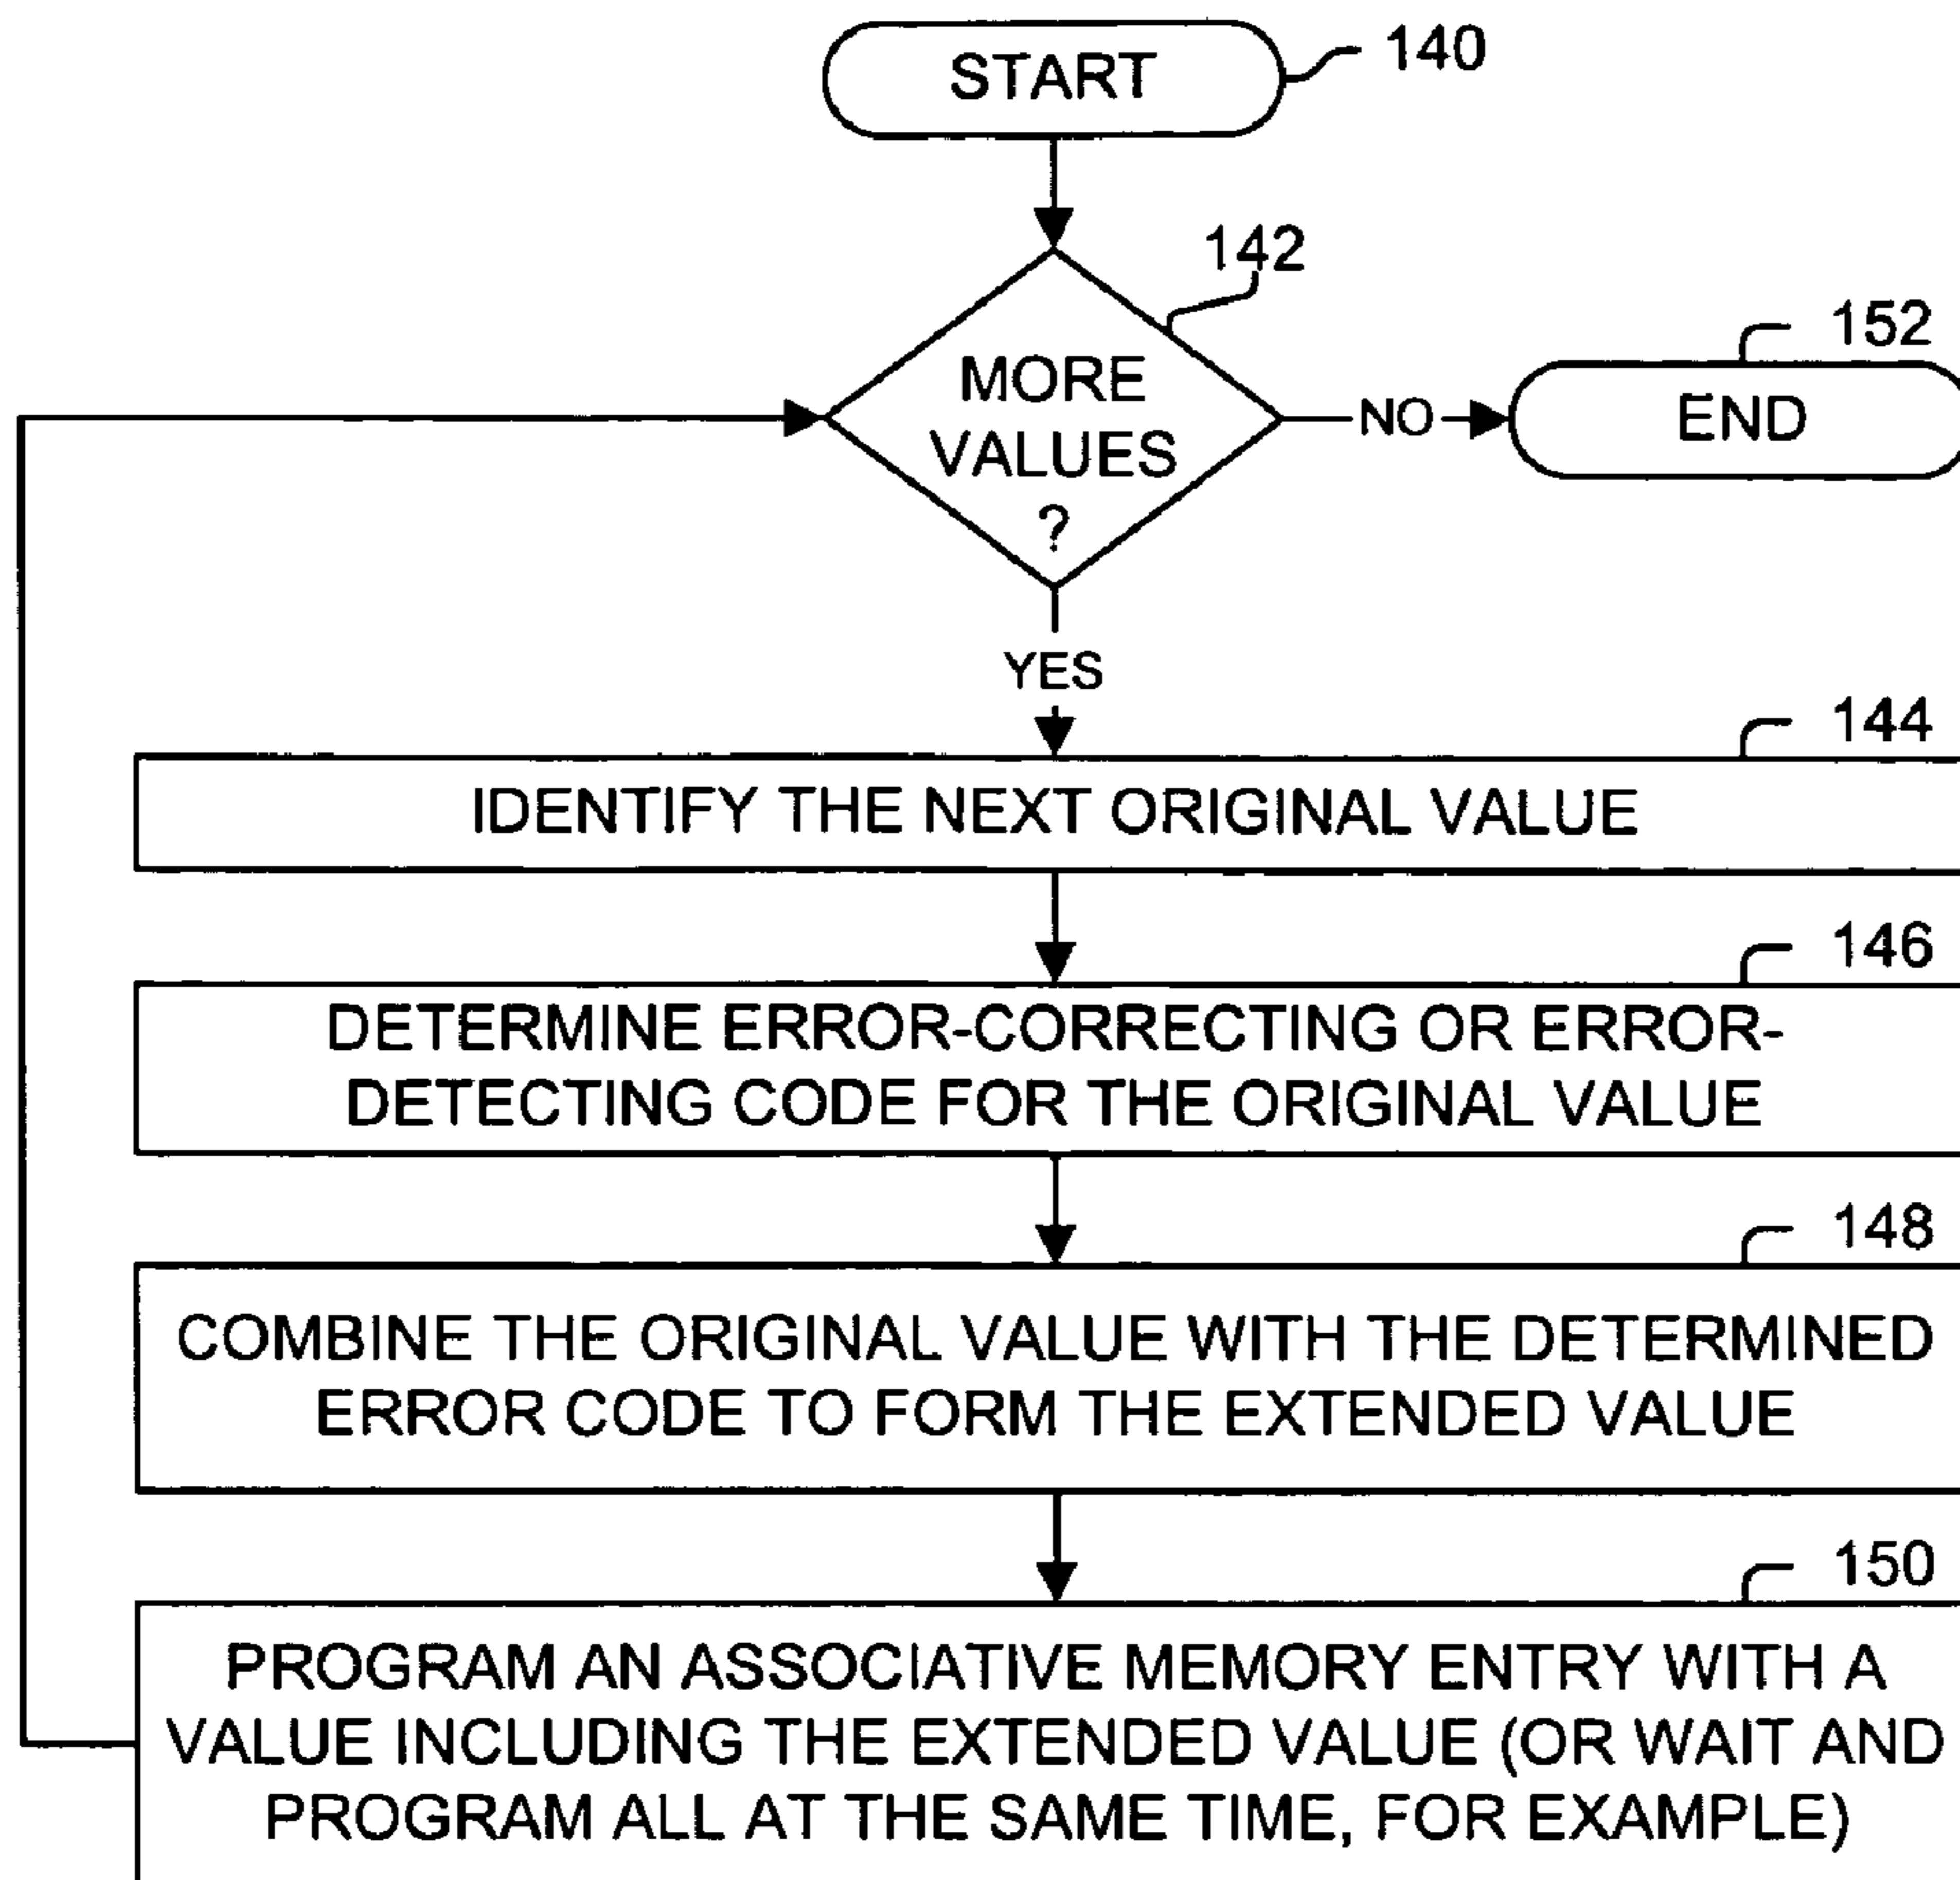 START
140
142
MORE
VALUES
?
NO
152
END
YES
144
IDENTIFY THE NEXT ORIGINAL VALUE
146
DETERMINE ERROR-CORRECTING OR ERROR-
DETECTING CODE FOR THE ORIGINAL VALUE
148
COMBINE THE ORIGINAL VALUE WITH THE DETERMINED
ERROR CODE TO FORM THE EXTENDED VALUE
150
PROGRAM AN ASSOCIATIVE MEMORY ENTRY WITH A
VALUE INCLUDING THE EXTENDED VALUE (OR WAIT AND
PROGRAM ALL AT THE SAME TIME, FOR EXAMPLE)